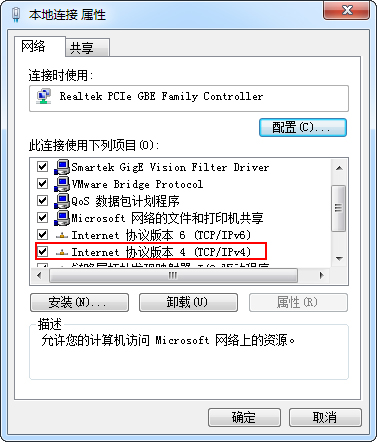 本地连接 属性
网络
共享
连接时使用:
Realtek PCIe GBE Family Controller
配置(C)...
此连接使用下列项目(O):
Smartek GigE Vision Filter Driver
VMware Bridge Protocol
QoS 数据包计划程序
Microsoft 网络的文件和打印机共享
Internet 协议版本 6 (TCP/IPv6)
Internet 协议版本 4 (TCP/IPv4)
安装(N)...
卸载(U)
属性(R)
描述
允许您的计算机访问 Microsoft 网络上的资源。
确定
取消